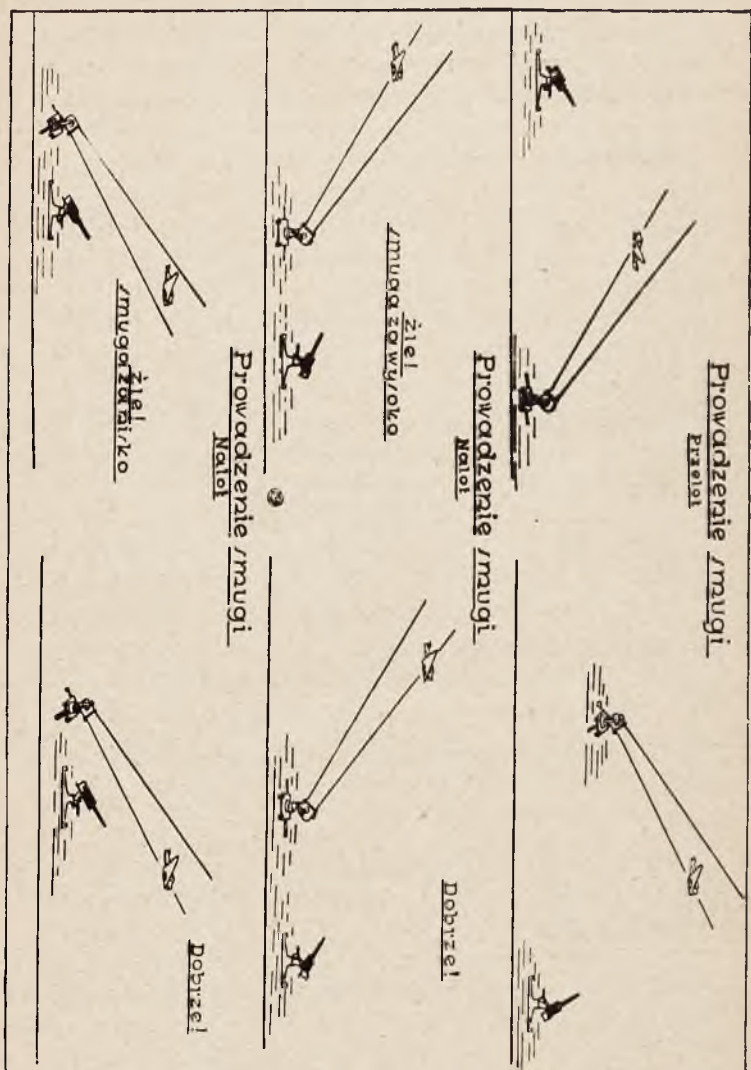 Prowadzenie smugi
Przelot
Prowadzenie smugi
Nalot
Źle!
smuga za wysoko
Dobrze!
Prowadzenie smugi
Nalot
Źle!
smuga za nisko
Dobrze!